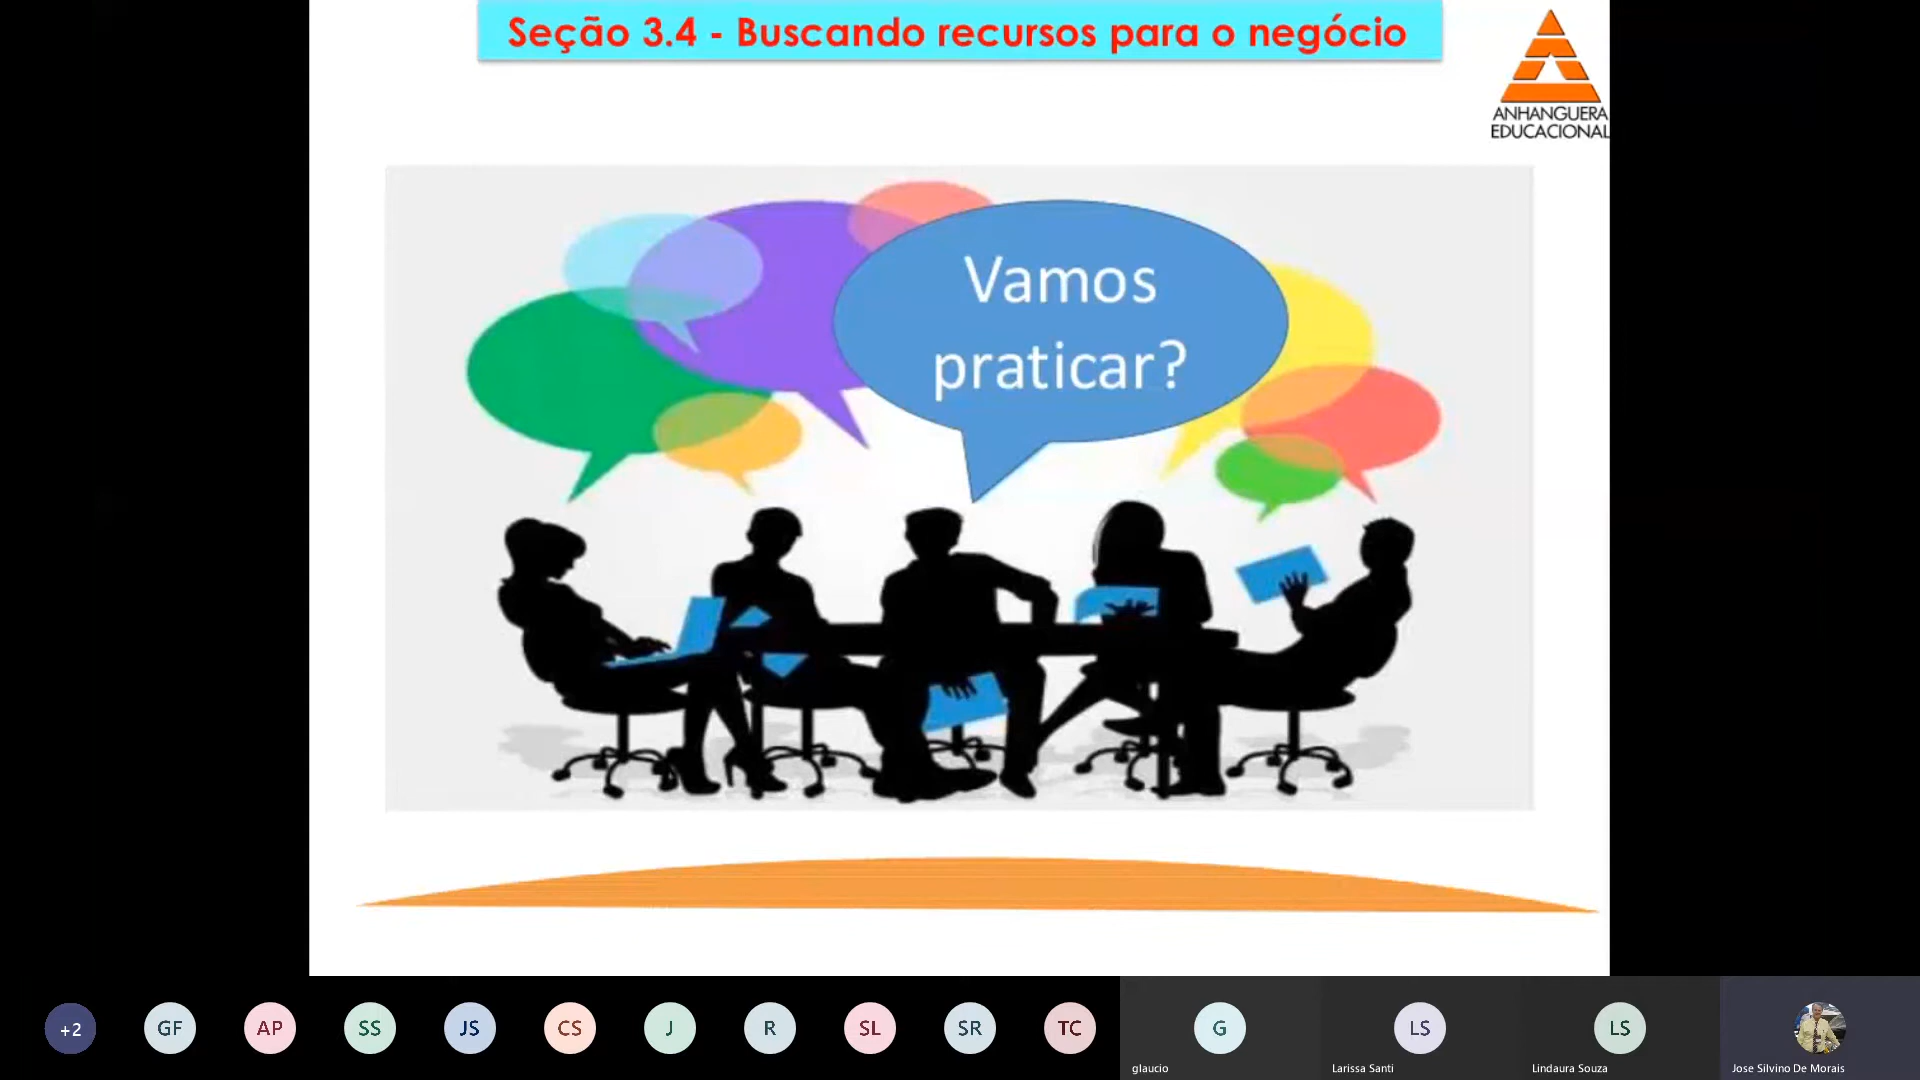 Seção 3.4 - Buscando recursos para o negócio
ANHANGUERA
EDUCACIONAL
Vamos
praticar?
+2
GF
AP
SS
JS
CS
J
R
SL
SR
TC
G
LS
LS
glaucio
Larissa Santi
Lindaura Souza
Jose Silvino De Morais